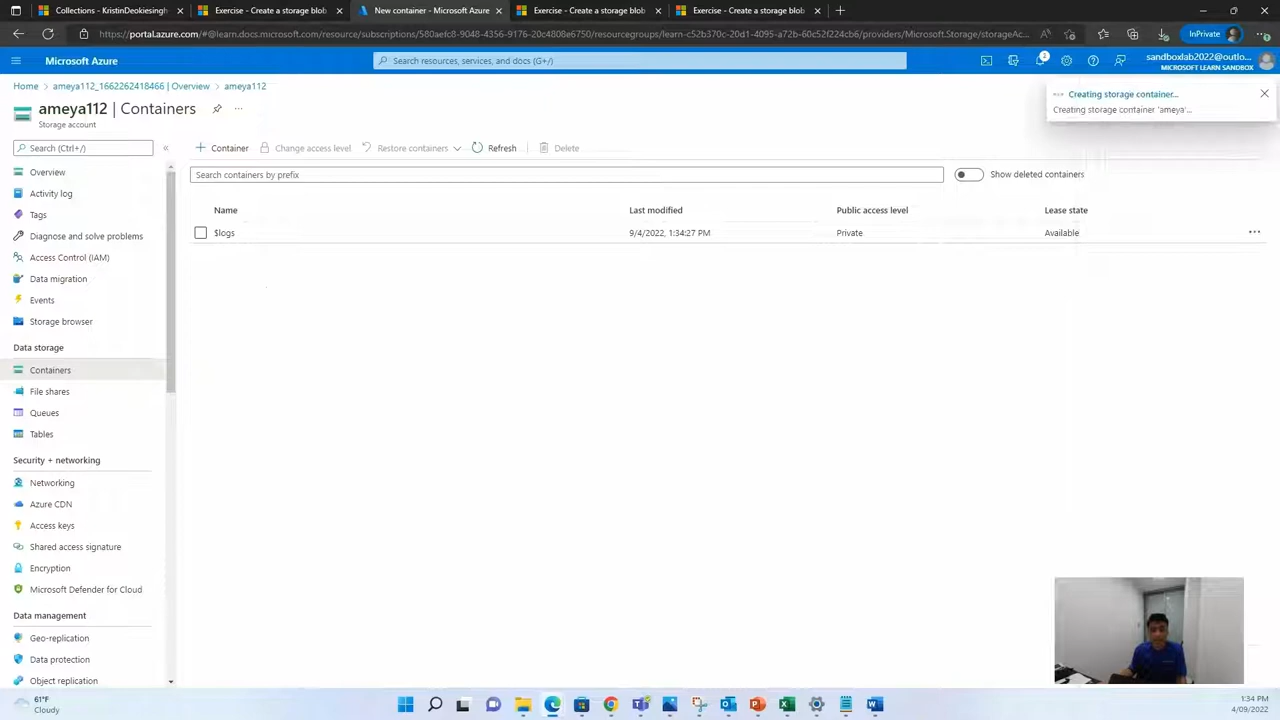 Collections - KristinDeokiesingh
Exercise - Create a storage blob
New container - Microsoft Azure
Exercise - Create a storage blob
Exercise - Create a storage blob
https://portal.azure.com/#@learn.docs.microsoft.com/resource/subscriptions/580aefc8-9048-4356-9176-20c4808e6750/resourcegroups/learn-c52b370c-20d1-4095-a72b-60c52f224cb6/providers/Microsoft.Storage/storageAc...
InPrivate
Microsoft Azure
Search resources, services, and docs (G+/)
1
sandboxlab2022@outlo...
MICROSOFT LEARN SANDBOX
Home > ameya112_1662262418466 | Overview > ameya112
ameya112 | Containers
Storage account
Creating storage container...
Creating storage container 'ameya'...
Search (Ctrl+/)
Container
Change access level
Restore containers
Refresh
Delete
Search containers by prefix
Show deleted containers
Name Last modified Public access level Lease state
$logs 9/4/2022, 1:34:27 PM Private Available
Overview
Activity log
Tags
Diagnose and solve problems
Access Control (IAM)
Data migration
Events
Storage browser
Data storage
Containers
File shares
Queues
Tables
Security + networking
Networking
Azure CDN
Access keys
Shared access signature
Encryption
Microsoft Defender for Cloud
Data management
Geo-replication
Data protection
Object replication
61°F
Cloudy
1:34 PM
4/09/2022